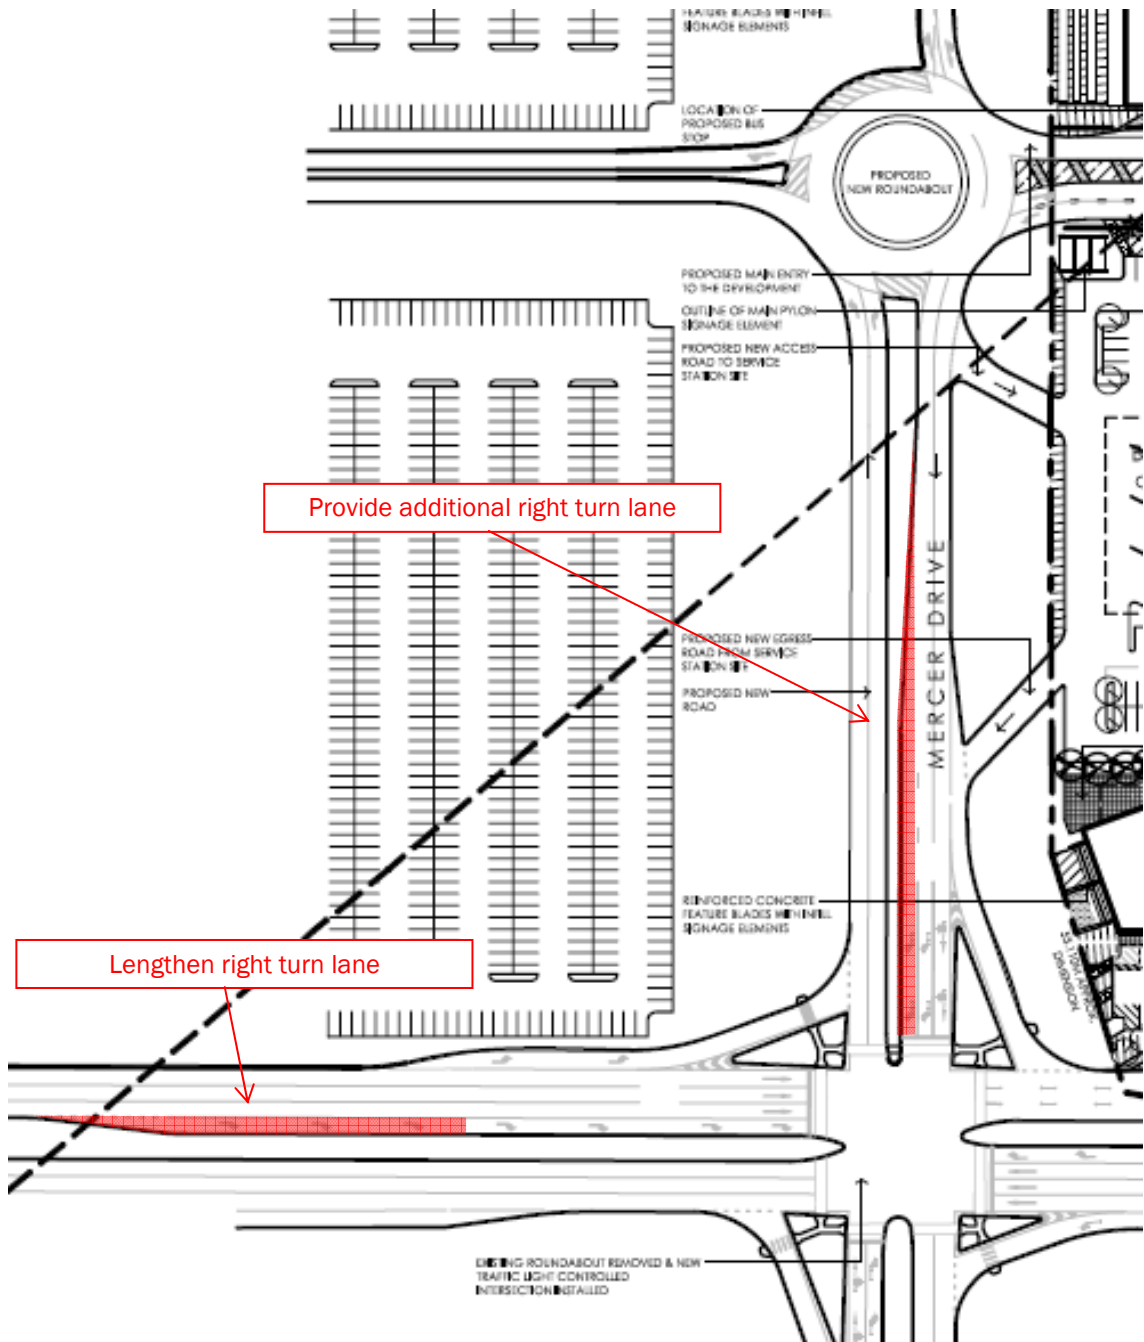 FEATURE BLADES WITH INFILL
SIGNAGE ELEMENTS
LOCATION OF
PROPOSED BUS
STOP
PROPOSED
NEW ROUNDABOUT
PROPOSED MAIN ENTRY
TO THE DEVELOPMENT
OUTLINE OF MAIN PYLON
SIGNAGE ELEMENT
PROPOSED NEW ACCESS
ROAD TO SERVICE
STATION SITE
Provide additional right turn lane
MERCER DRIVE
PROPOSED NEW EGRESS
ROAD FROM SERVICE
STATION SITE
PROPOSED NEW
ROAD
REINFORCED CONCRETE
FEATURE BLADES WITH INFILL
SIGNAGE ELEMENTS
DIMENSION
Lengthen right turn lane
EXISTING ROUNDABOUT REMOVED & NEW
TRAFFIC LIGHT CONTROLLED
INTERSECTION INSTALLED